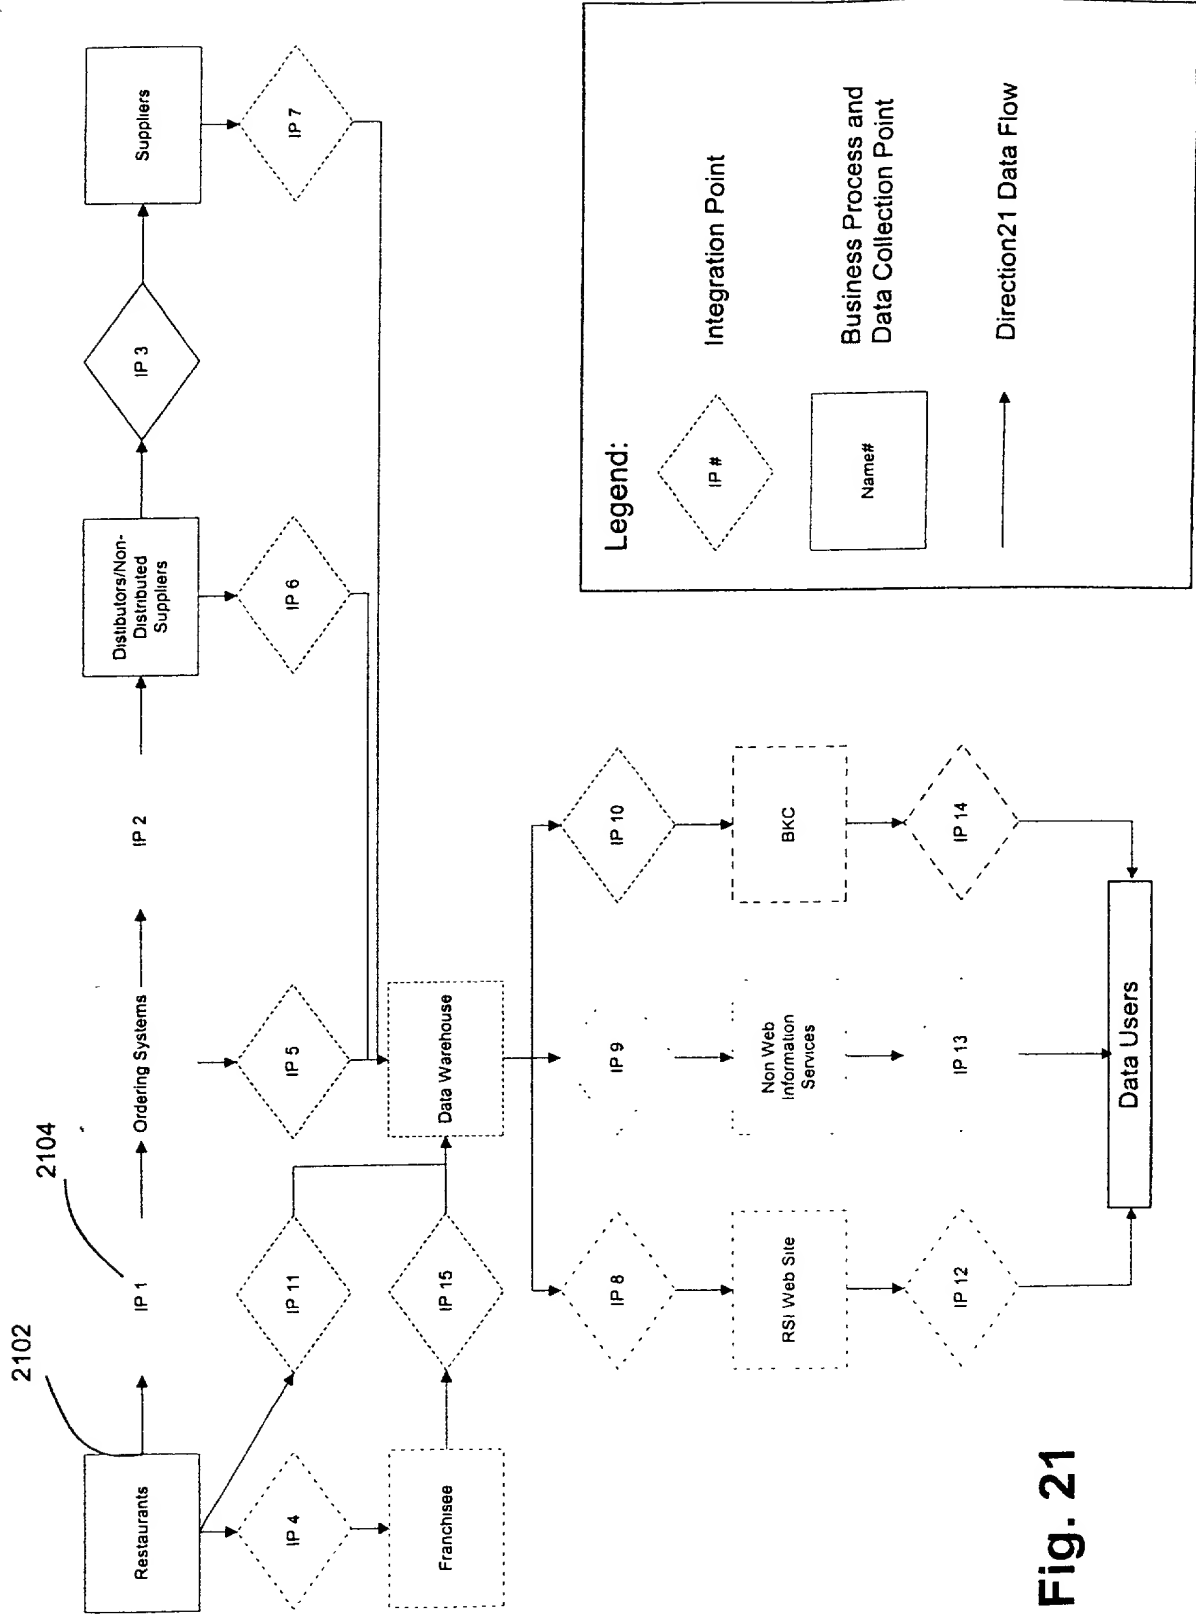 2102
2104
Restaurants
IP 1
Ordering Systems
IP 2
Distibutors/Non-
Distributed
Suppliers
IP 3
Suppliers
IP 4
IP 11
IP 5
IP 6
IP 7
Franchisee
IP 15
Data Warehouse
IP 8
IP 9
IP 10
RSI Web Site
Non Web
Information
Services
BKC
IP 12
IP 13
IP 14
Data Users
Legend:
IP #
Integration Point
Name#
Business Process and
Data Collection Point
Direction21 Data Flow
Fig. 21